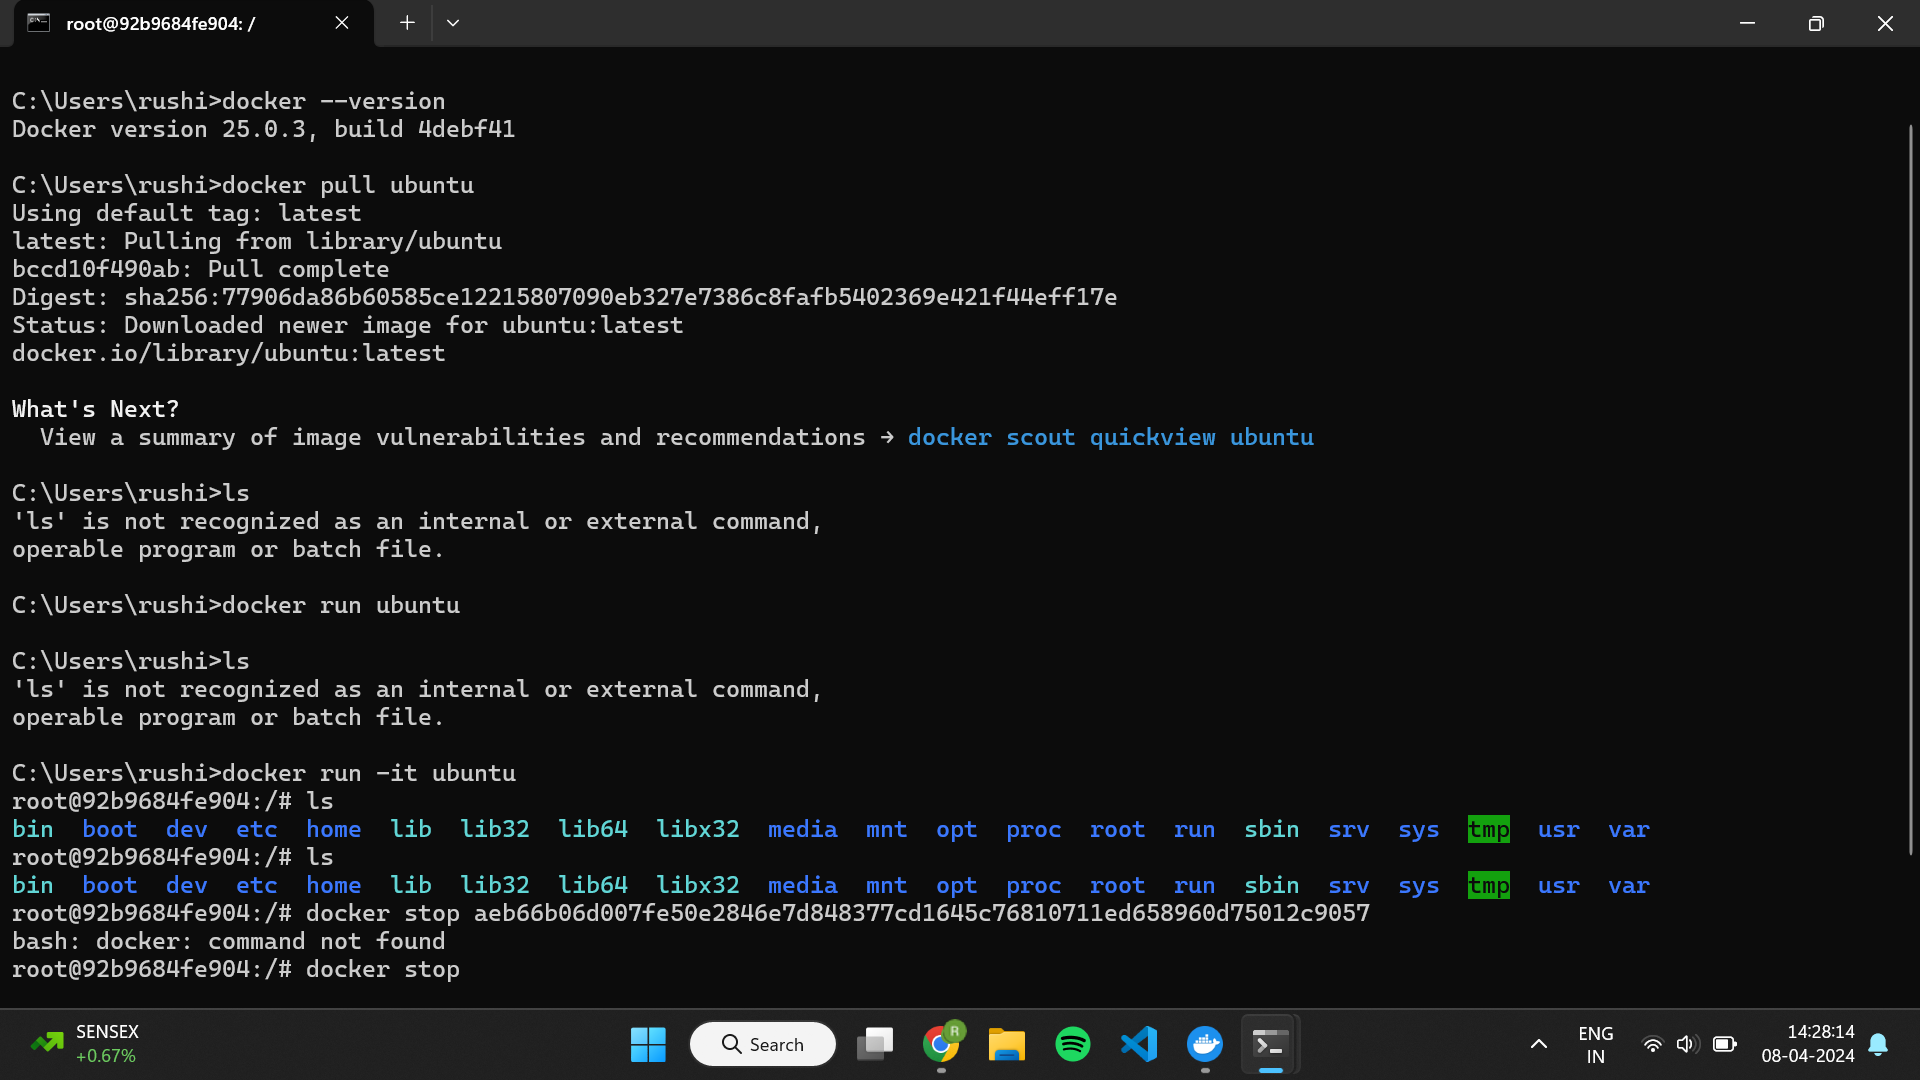 root@92b9684fe904: /
C:\Users\rushi>docker --version
Docker version 25.0.3, build 4debf41
C:\Users\rushi>docker pull ubuntu
Using default tag: latest
latest: Pulling from library/ubuntu
bccd10f490ab: Pull complete
Digest: sha256:77906da86b60585ce12215807090eb327e7386c8fafb5402369e421f44eff17e
Status: Downloaded newer image for ubuntu:latest
docker.io/library/ubuntu:latest
What's Next?
View a summary of image vulnerabilities and recommendations → docker scout quickview ubuntu
C:\Users\rushi>ls
'ls' is not recognized as an internal or external command,
operable program or batch file.
C:\Users\rushi>docker run ubuntu
C:\Users\rushi>ls
'ls' is not recognized as an internal or external command,
operable program or batch file.
C:\Users\rushi>docker run -it ubuntu
root@92b9684fe904:/# ls
bin boot dev etc home lib lib32 lib64 libx32 media mnt opt proc root run sbin srv sys tmp usr var
root@92b9684fe904:/# ls
bin boot dev etc home lib lib32 lib64 libx32 media mnt opt proc root run sbin srv sys tmp usr var
root@92b9684fe904:/# docker stop aeb66b06d007fe50e2846e7d848377cd1645c76810711ed658960d75012c9057
bash: docker: command not found
root@92b9684fe904:/# docker stop
SENSEX
+0.67%
Search
R
ENG
IN
14:28:14
08-04-2024